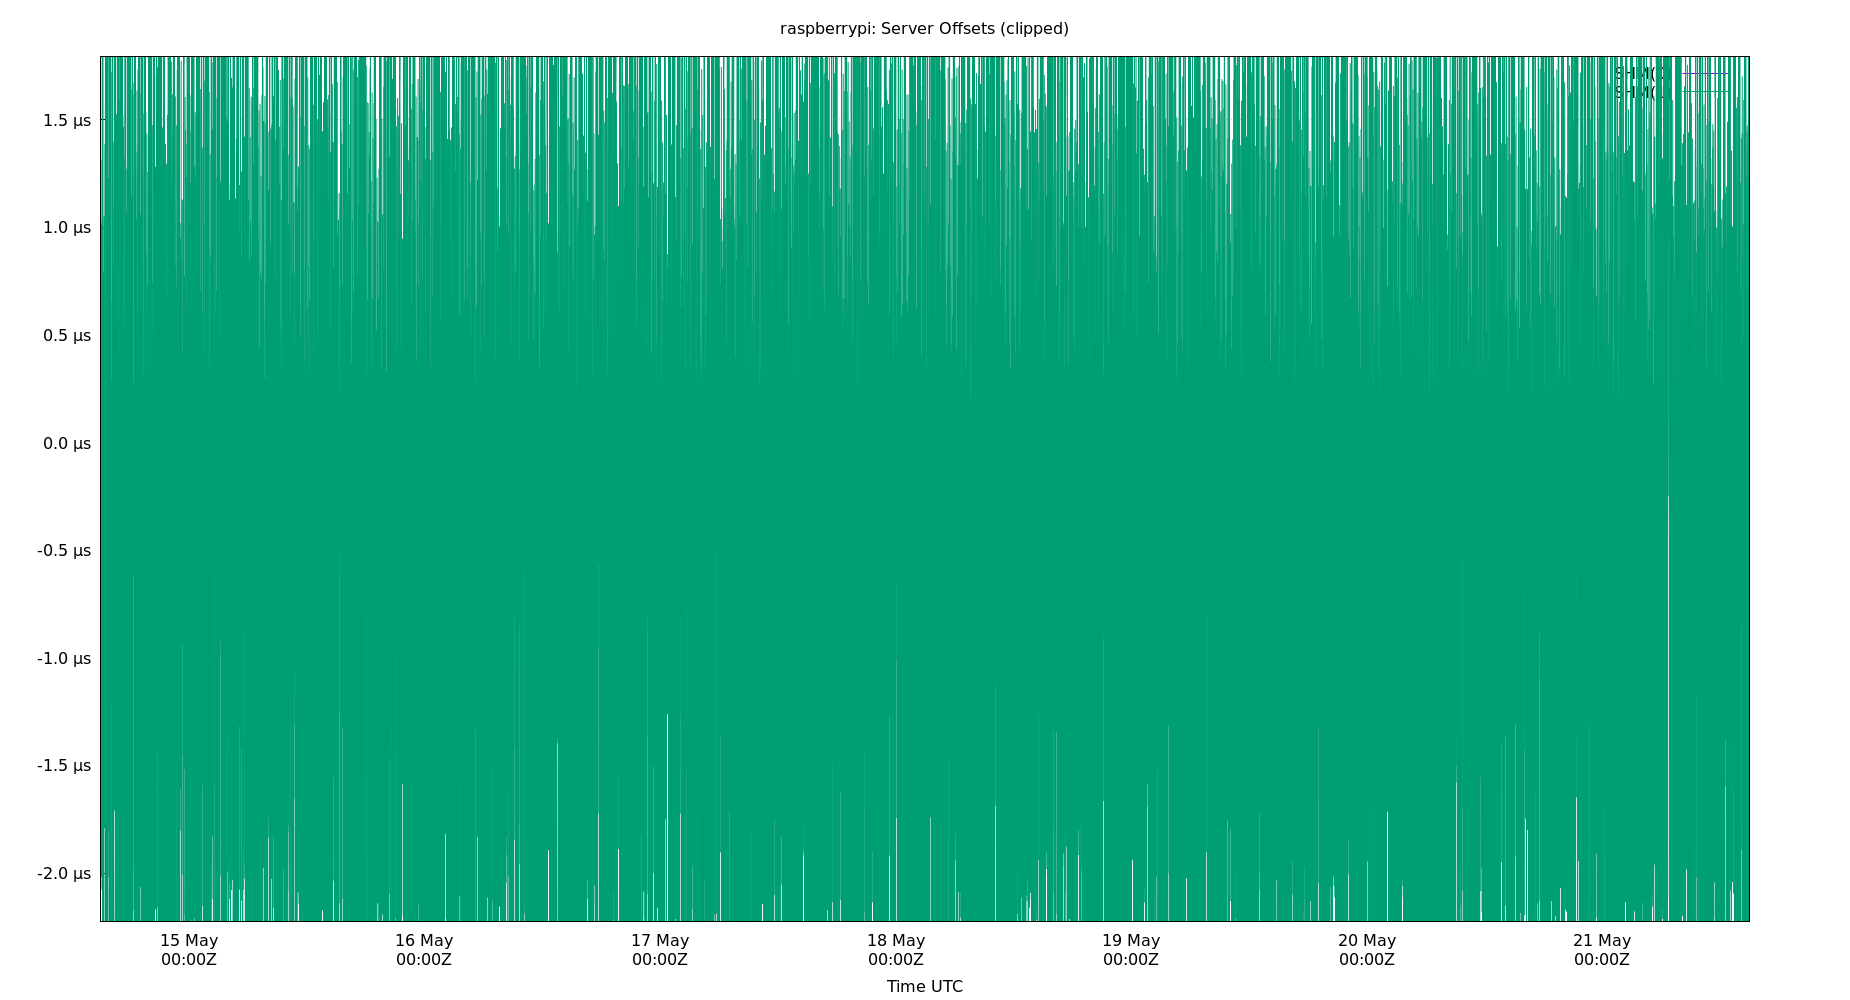 raspberrypi: Server Offsets (clipped)
1.5 µs
1.0 µs
0.5 µs
0.0 µs
-0.5 µs
-1.0 µs
-1.5 µs
-2.0 µs
15 May 16 May 17 May 18 May 19 May 20 May 21 May
00:00Z 00:00Z 00:00Z 00:00Z 00:00Z 00:00Z 00:00Z
Time UTC